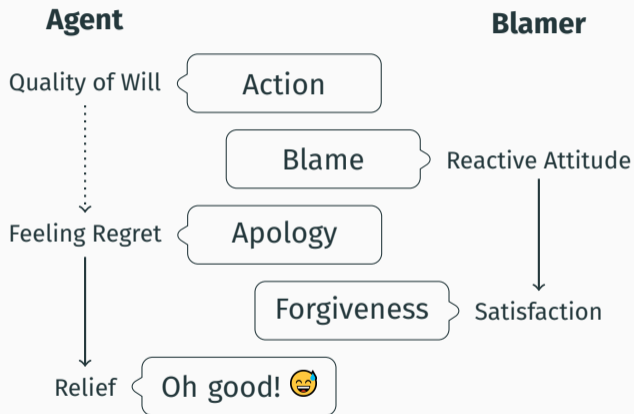 Agent
Blamer
Quality of Will
Action
Blame
Reactive Attitude
Feeling Regret
Apology
Forgiveness
Satisfaction
Relief
Oh good! 😅